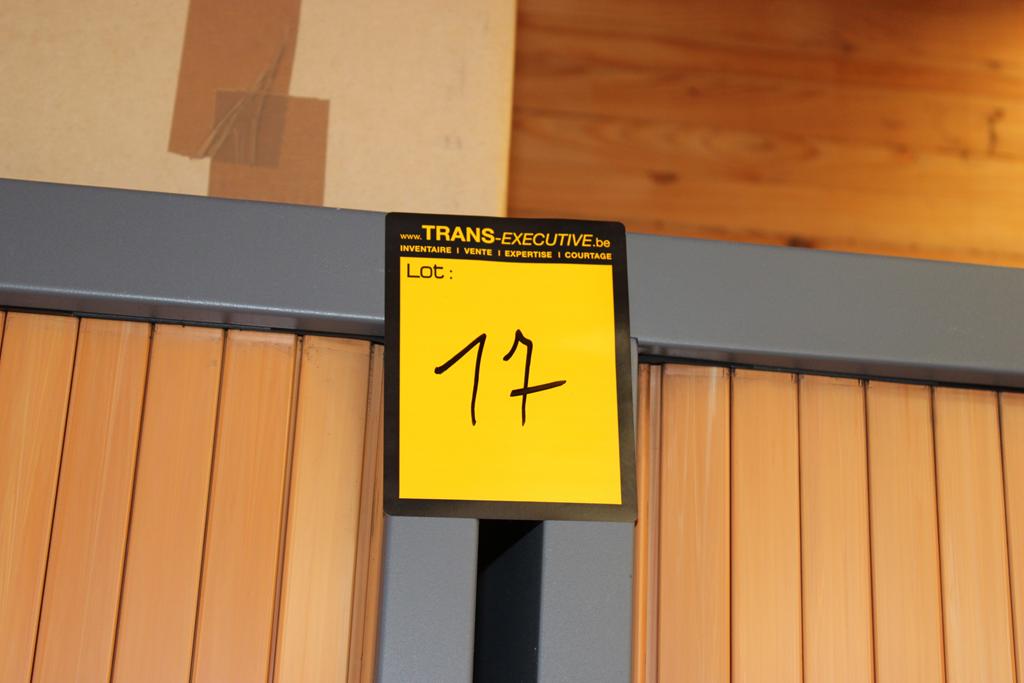 www.TRANS-EXECUTIVE.be
INVENTAIRE | VENTE | EXPERTISE | COURTAGE
Lot :
17